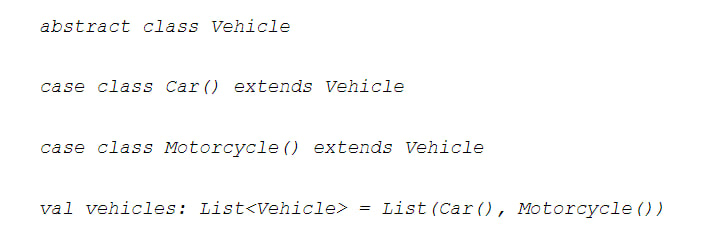 abstract class Vehicle
case class Car() extends Vehicle
case class Motorcycle() extends Vehicle
val vehicles: List<Vehicle> = List(Car(), Motorcycle())